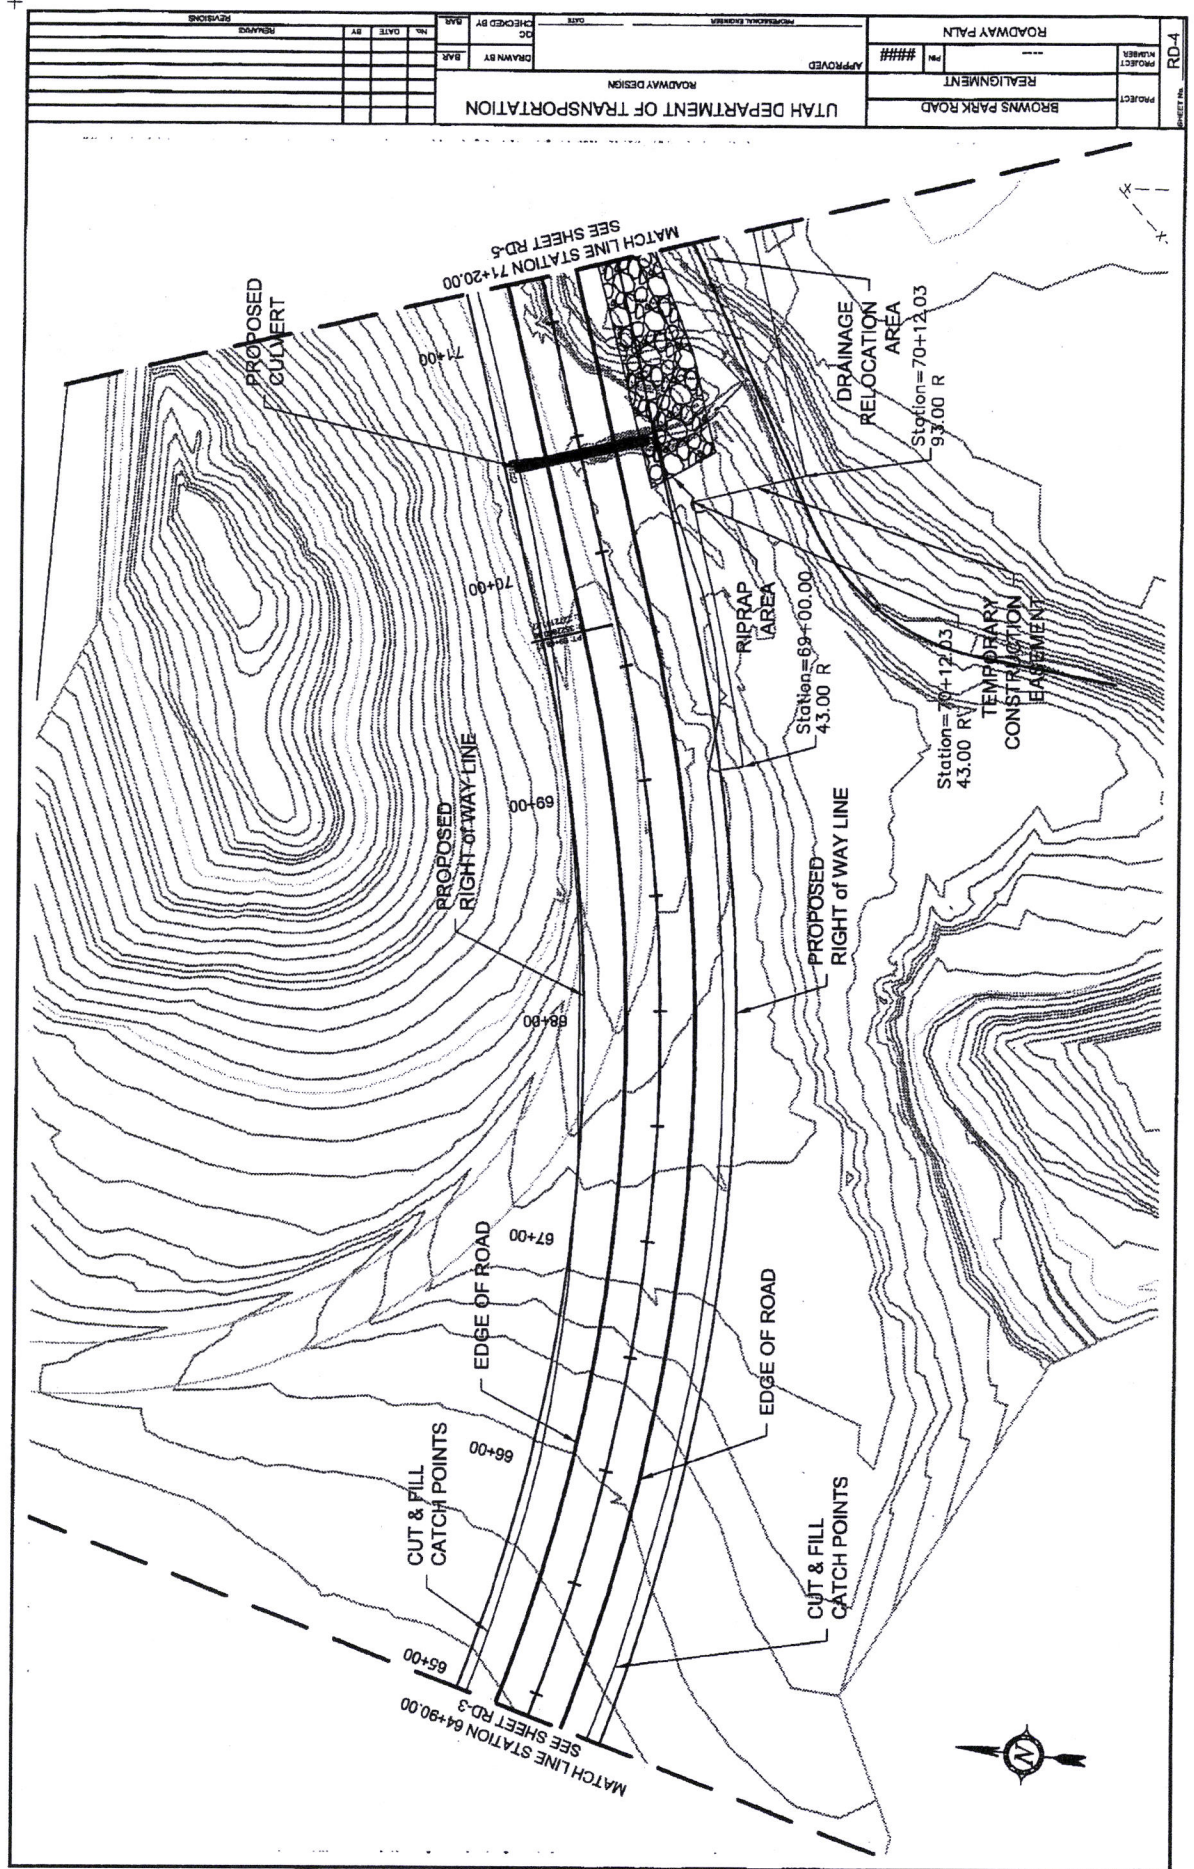 MATCH LINE STATION 64+90.00
SEE SHEET RD-3
65+00
66+00
67+00
68+00
69+00
70+00
71+00
CUT & FILL
CATCH POINTS
EDGE OF ROAD
PROPOSED
RIGHT of WAY LINE
PROPOSED
CULVERT
MATCH LINE STATION 71+20.00
SEE SHEET RD-5
CUT & FILL
CATCH POINTS
EDGE OF ROAD
PROPOSED
RIGHT of WAY LINE
Station=69+00.00
43.00 R
RIPRAP
AREA
Station=70+12.03
43.00 R
TEMPORARY
CONSTRUCTION
EASEMENT
DRAINAGE
RELOCATION
AREA
Station=70+12.03
93.00 R
N
REVISIONS
NO.
DATE
BY
REMARKS
UTAH DEPARTMENT OF TRANSPORTATION
ROADWAY DESIGN
DRAWN BY
BAR
QC
CHECKED BY
BAR
APPROVED
PROFESSIONAL ENGINEER
DATE
PROJECT
BROWNS PARK ROAD
REALIGNMENT
PROJECT
NUMBER
----
PIN
####
ROADWAY PALN
SHEET No.
RD-4